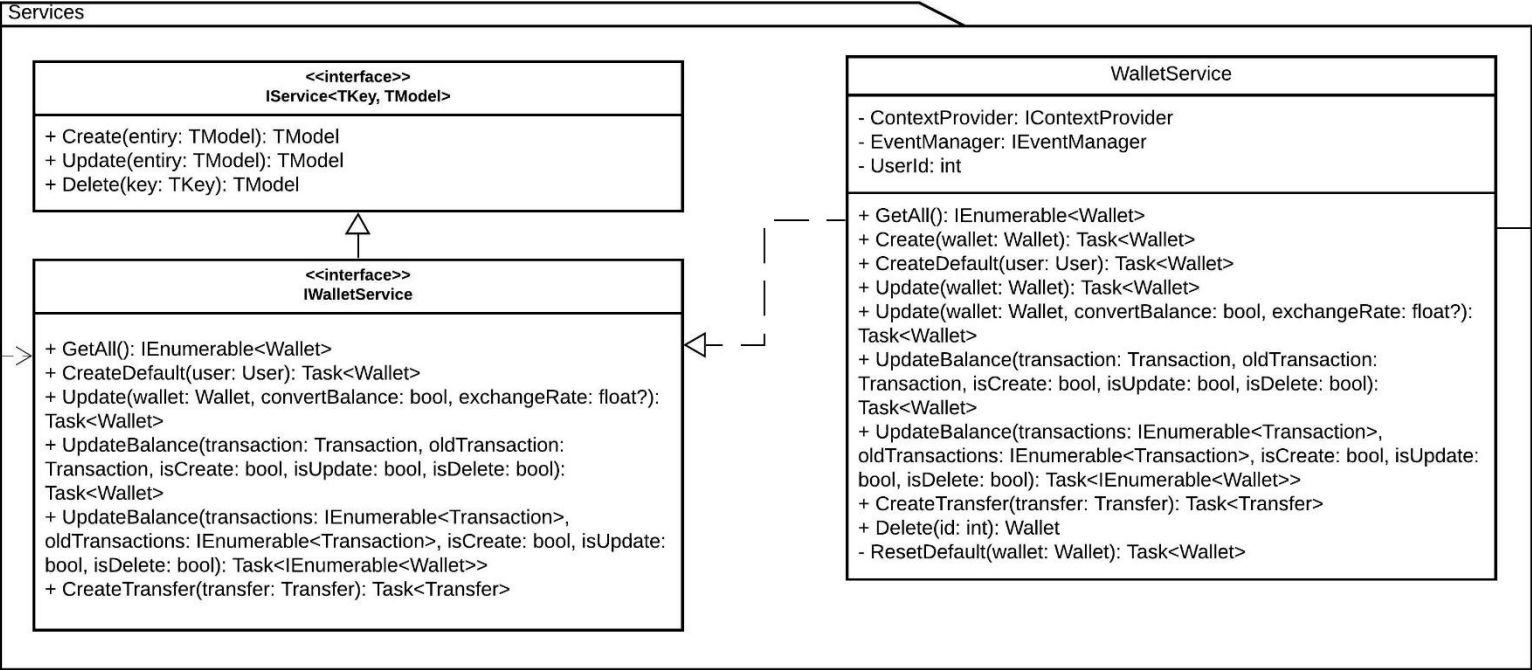 Services
<<interface>>
IService<TKey, TModel>
+ Create(entiry: TModel): TModel
+ Update(entiry: TModel): TModel
+ Delete(key: TKey): TModel
<<interface>>
IWalletService
+ GetAll(): IEnumerable<Wallet>
+ CreateDefault(user: User): Task<Wallet>
+ Update(wallet: Wallet, convertBalance: bool, exchangeRate: float?):
Task<Wallet>
+ UpdateBalance(transaction: Transaction, oldTransaction:
Transaction, isCreate: bool, isUpdate: bool, isDelete: bool):
Task<Wallet>
+ UpdateBalance(transactions: IEnumerable<Transaction>,
oldTransactions: IEnumerable<Transaction>, isCreate: bool, isUpdate:
bool, isDelete: bool): Task<IEnumerable<Wallet>>
+ CreateTransfer(transfer: Transfer): Task<Transfer>
WalletService
- ContextProvider: IContextProvider
- EventManager: IEventManager
- UserId: int
+ GetAll(): IEnumerable<Wallet>
+ Create(wallet: Wallet): Task<Wallet>
+ CreateDefault(user: User): Task<Wallet>
+ Update(wallet: Wallet): Task<Wallet>
+ Update(wallet: Wallet, convertBalance: bool, exchangeRate: float?):
Task<Wallet>
+ UpdateBalance(transaction: Transaction, oldTransaction:
Transaction, isCreate: bool, isUpdate: bool, isDelete: bool):
Task<Wallet>
+ UpdateBalance(transactions: IEnumerable<Transaction>,
oldTransactions: IEnumerable<Transaction>, isCreate: bool, isUpdate:
bool, isDelete: bool): Task<IEnumerable<Wallet>>
+ CreateTransfer(transfer: Transfer): Task<Transfer>
+ Delete(id: int): Wallet
- ResetDefault(wallet: Wallet): Task<Wallet>